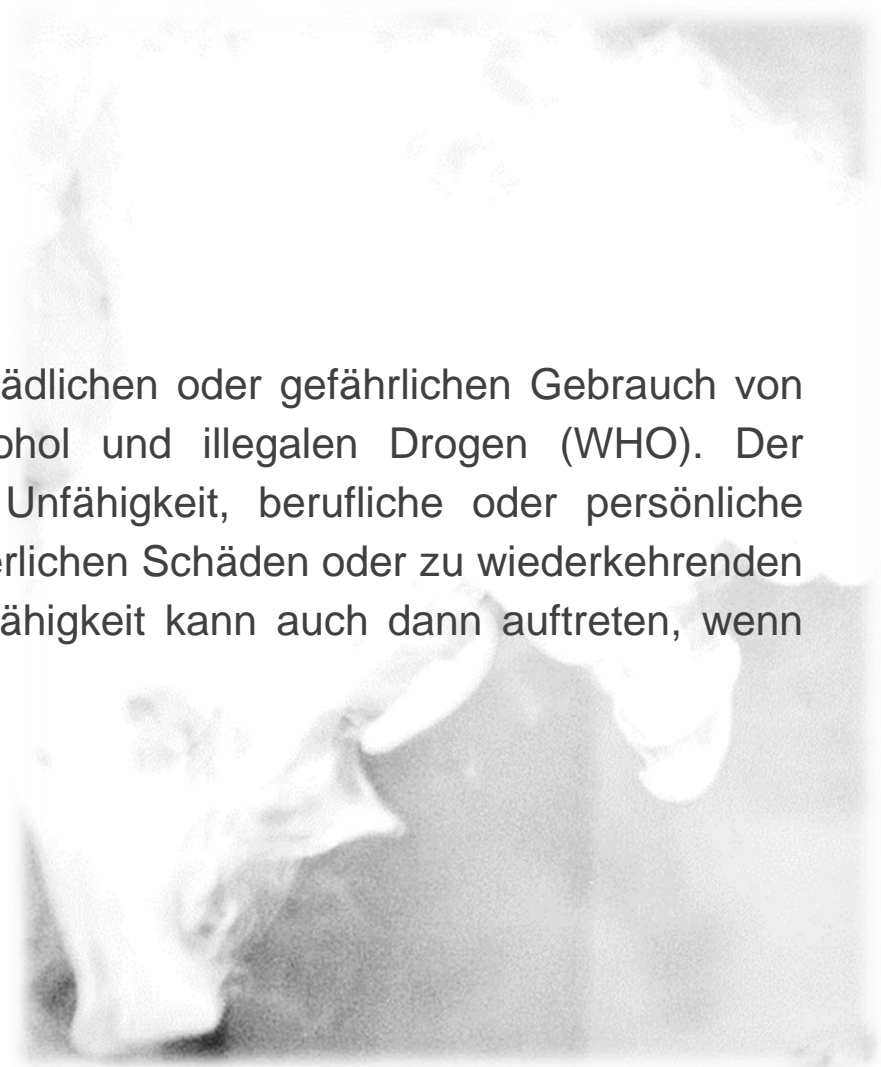 ädlichen oder gefährlichen Gebrauch von
ohol und illegalen Drogen (WHO). Der
Unfähigkeit, berufliche oder persönliche
erlichen Schäden oder zu wiederkehrenden
ähigkeit kann auch dann auftreten, wenn